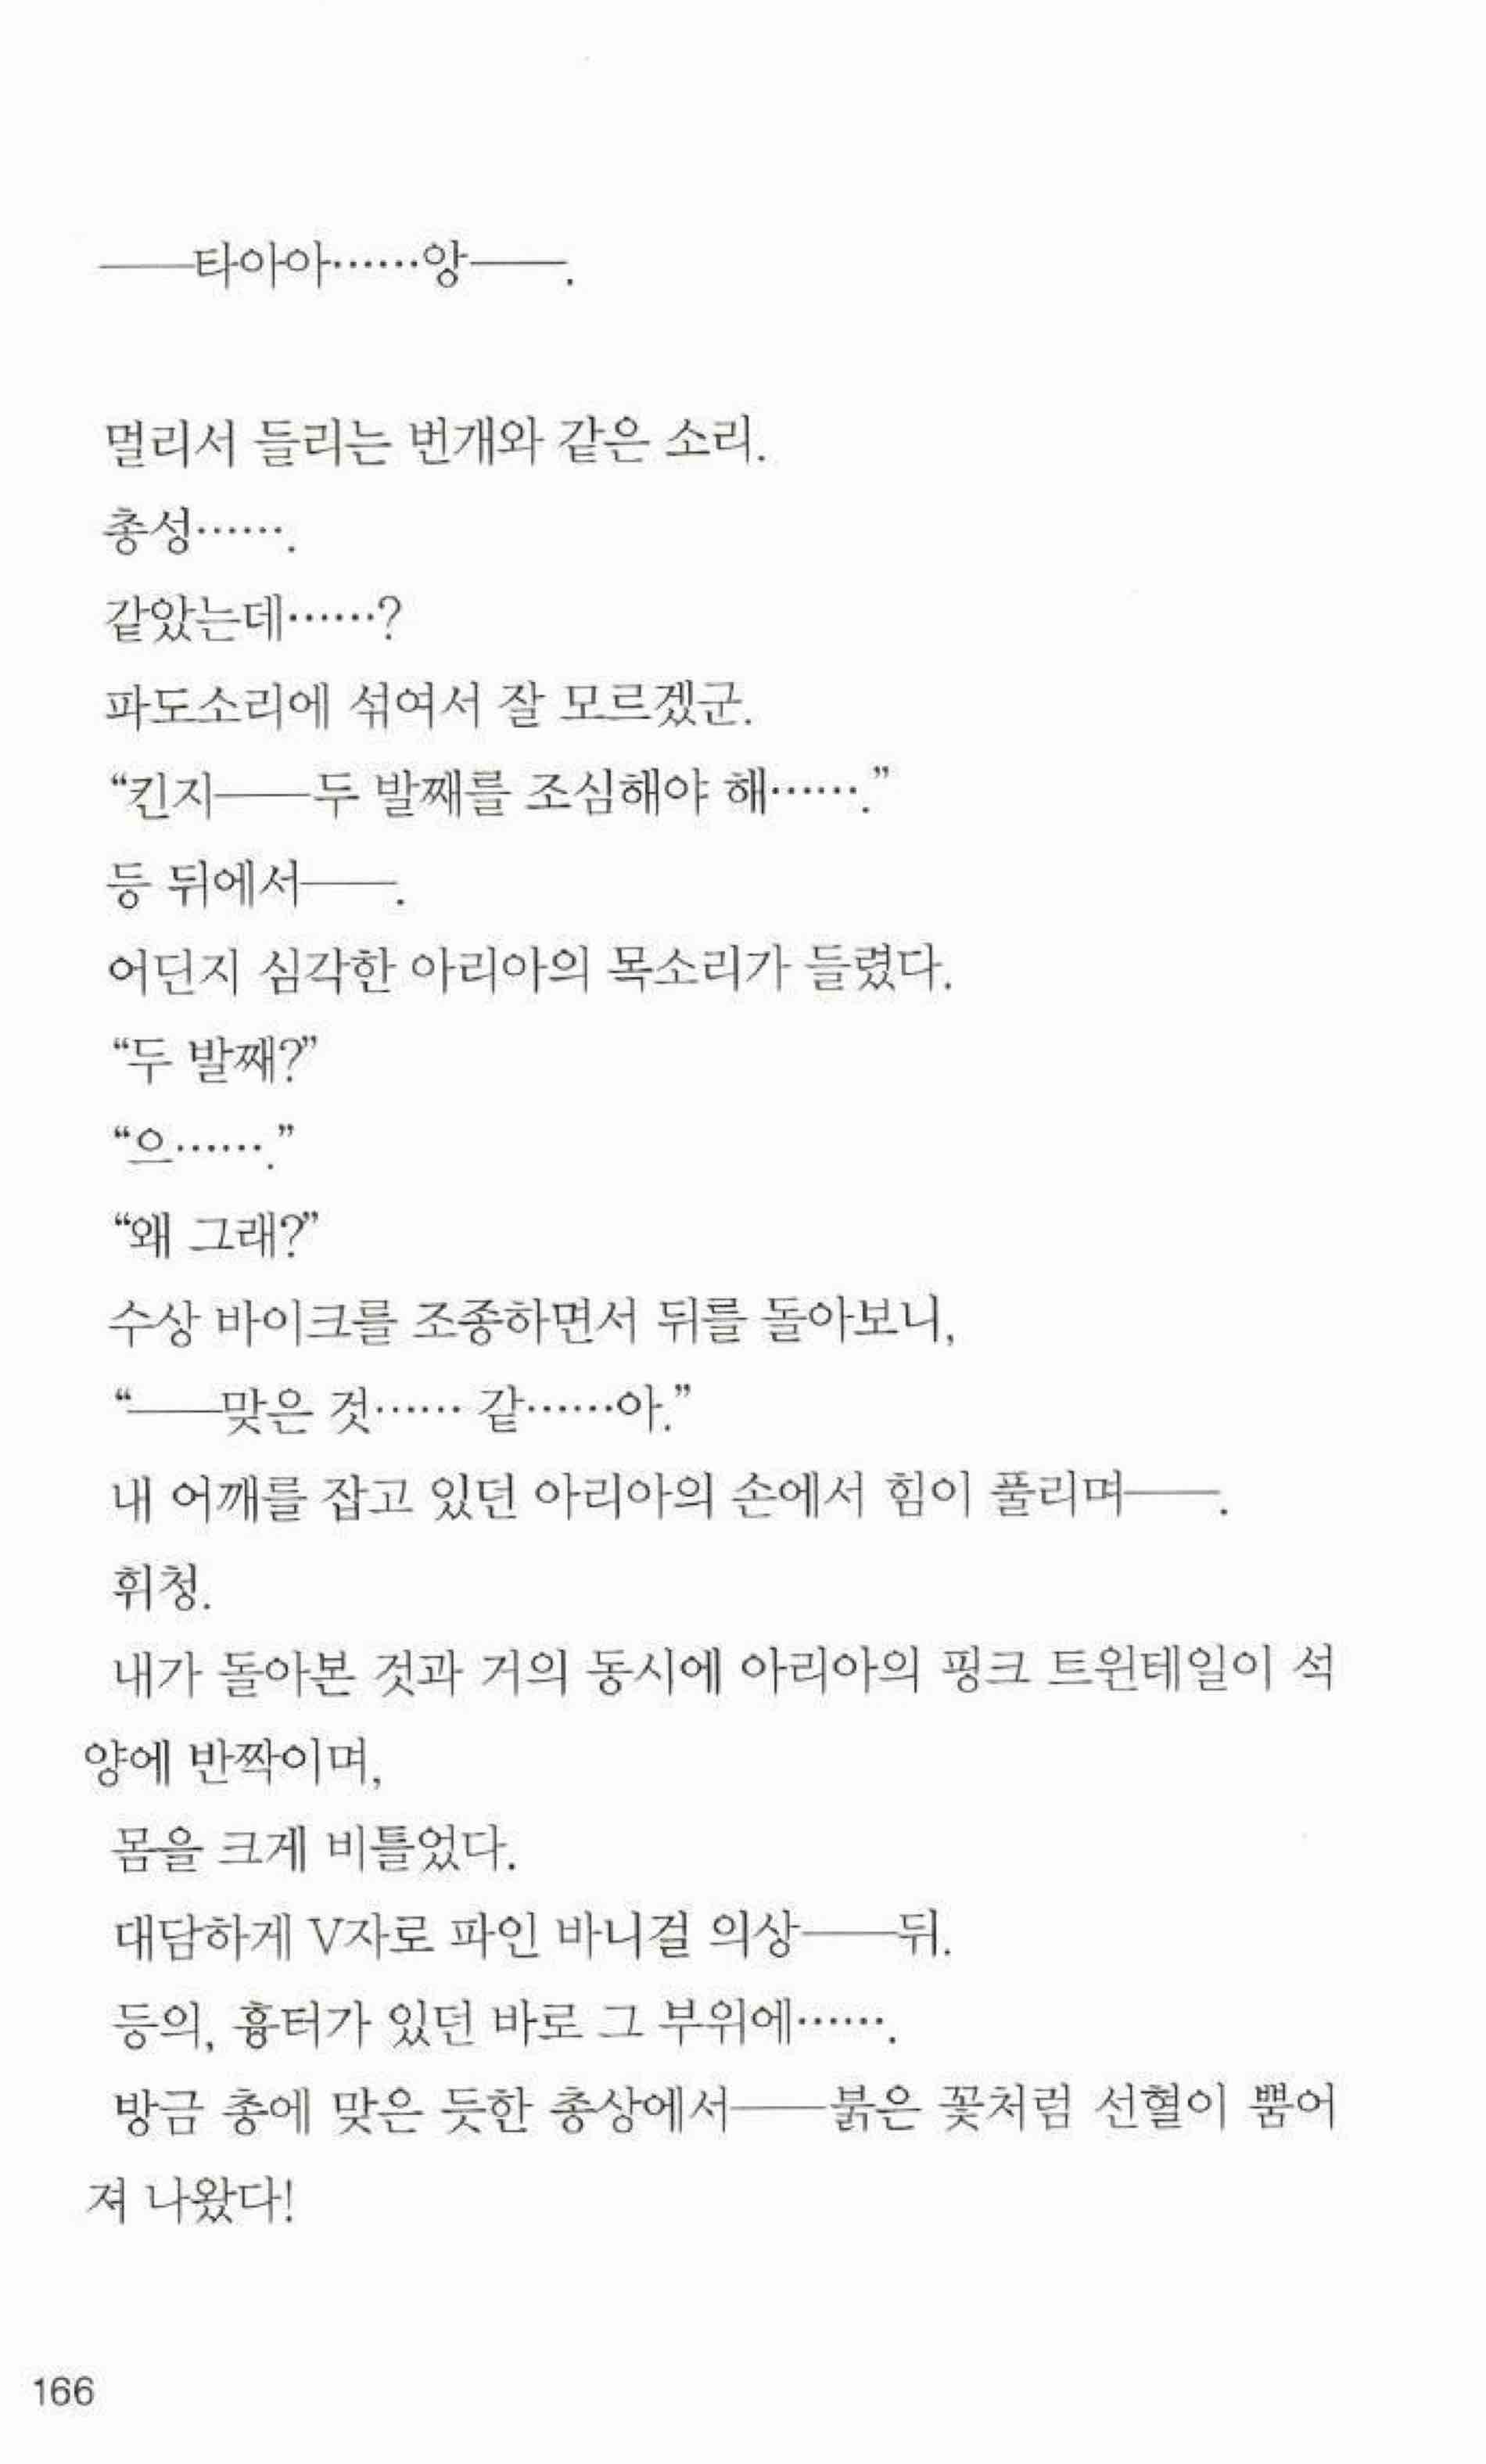 ──타아아……앙──.
멀리서 들리는 번개와 같은 소리.
총성…….
같았는데……?
파도소리에 섞여서 잘 모르겠군.
“킨지──두 발째를 조심해야 해…….”
등 뒤에서──.
어딘지 심각한 아리아의 목소리가 들렸다.
“두 발째?”
“으…….”
“왜 그래?”
수상 바이크를 조종하면서 뒤를 돌아보니,
“──맞은 것…… 같……아.”
내 어깨를 잡고 있던 아리아의 손에서 힘이 풀리며──.
휘청.
내가 돌아본 것과 거의 동시에 아리아의 핑크 트윈테일이 석
양에 반짝이며,
몸을 크게 비틀었다.
대담하게 V자로 파인 바니걸 의상──뒤.
등의, 흉터가 있던 바로 그 부위에…….
방금 총에 맞은 듯한 총상에서──붉은 꽃처럼 선혈이 뿜어
져 나왔다!
166